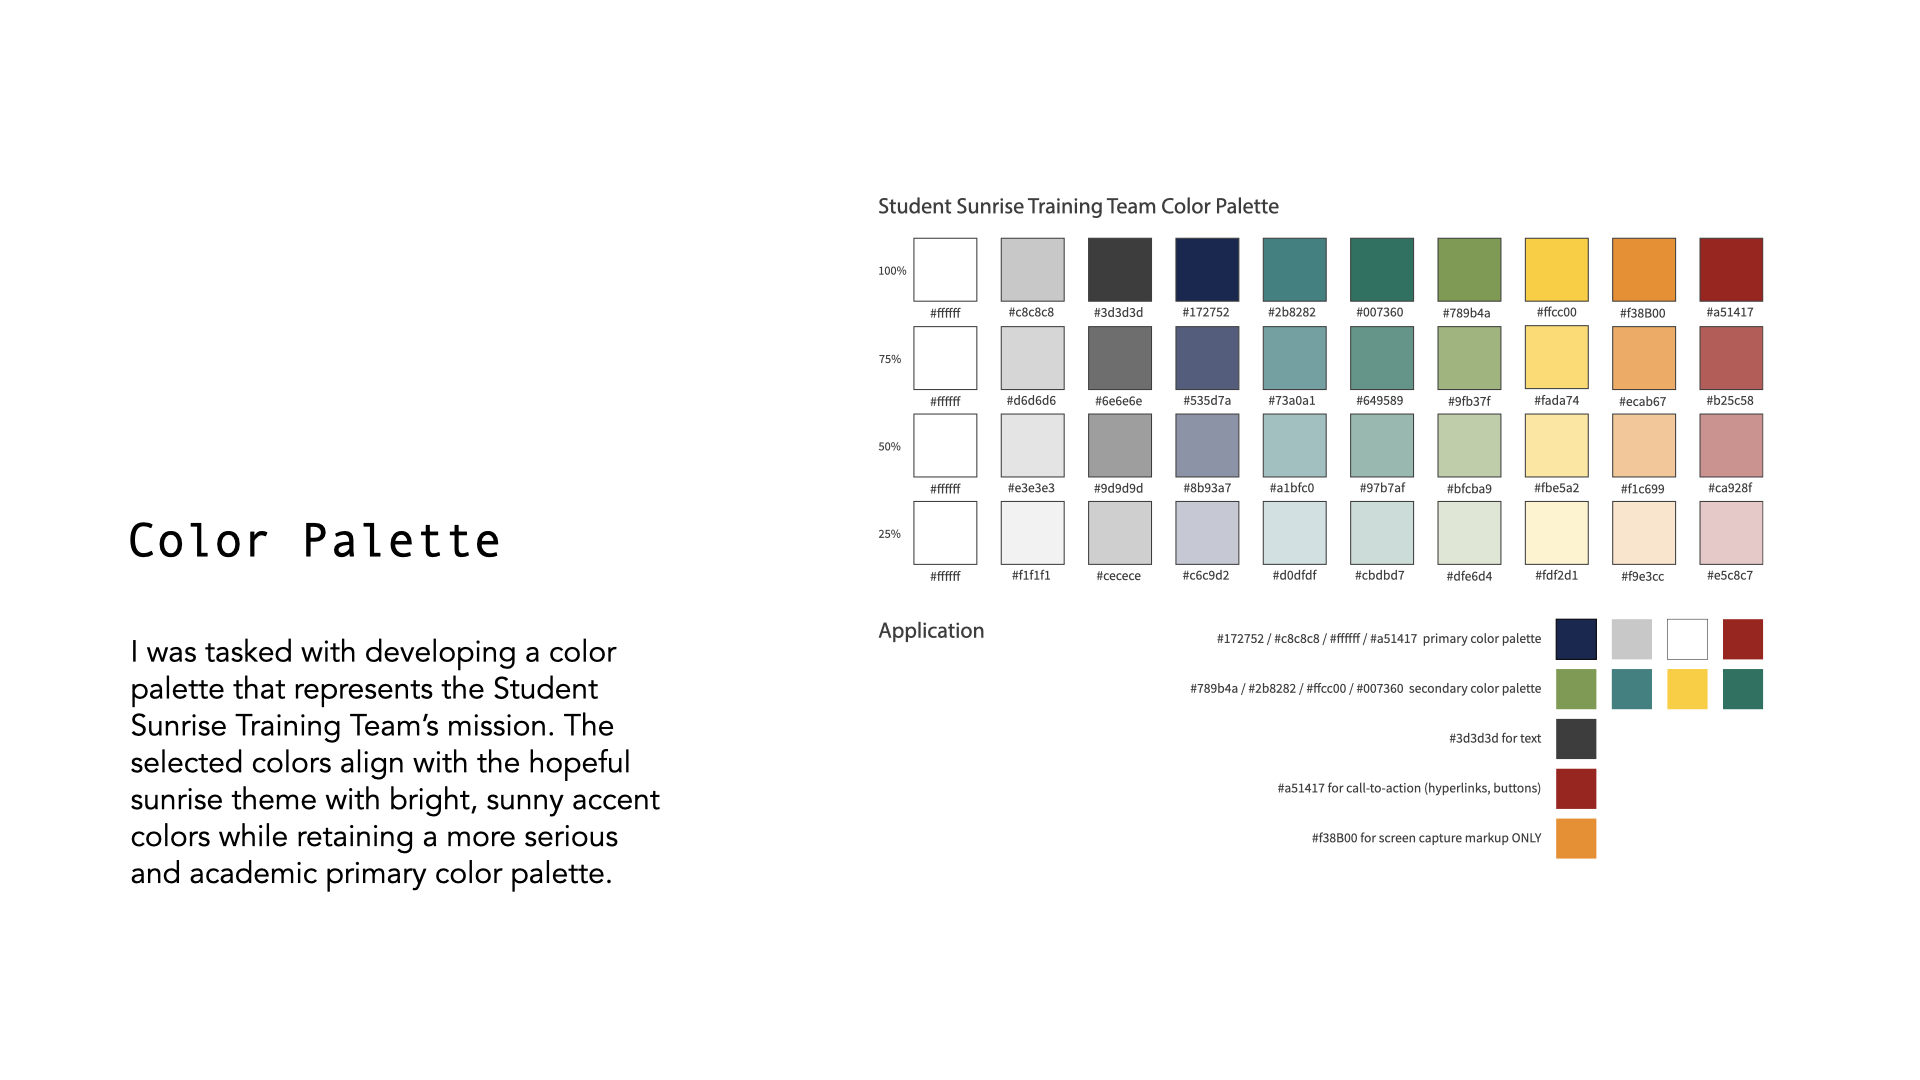 Color Palette
I was tasked with developing a color
palette that represents the Student
Sunrise Training Team’s mission. The
selected colors align with the hopeful
sunrise theme with bright, sunny accent
colors while retaining a more serious
and academic primary color palette.
Student Sunrise Training Team Color Palette
100%
#ffffff #c8c8c8 #3d3d3d #172752 #2b8282 #007360 #789b4a #ffcc00 #f38B00 #a51417
75%
#ffffff #d6d6d6 #6e6e6e #535d7a #73a0a1 #649589 #9fb37f #fada74 #ecab67 #b25c58
50%
#ffffff #e3e3e3 #9d9d9d #8b93a7 #a1bfc0 #97b7af #bfcba9 #fbe5a2 #f1c699 #ca928f
25%
#ffffff #f1f1f1 #cecece #c6c9d2 #d0dfdf #cbdbd7 #dfe6d4 #fdf2d1 #f9e3cc #e5c8c7
Application
#172752 / #c8c8c8 / #ffffff / #a51417 primary color palette
#789b4a / #2b8282 / #ffcc00 / #007360 secondary color palette
#3d3d3d for text
#a51417 for call-to-action (hyperlinks, buttons)
#f38B00 for screen capture markup ONLY